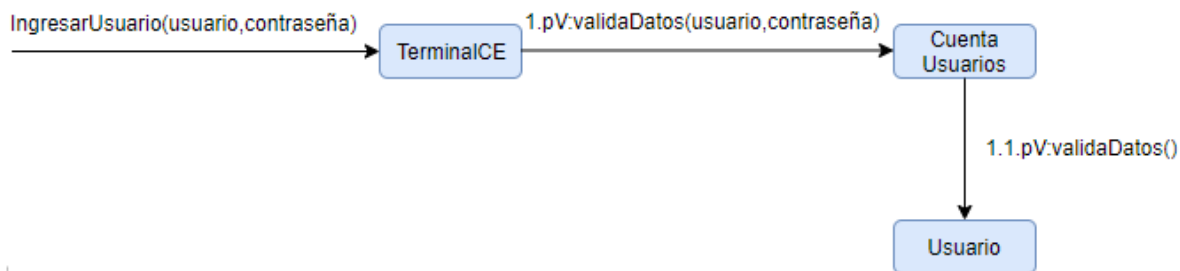 IngresarUsuario(usuario,contraseña)
1.pV:validaDatos(usuario,contraseña)
TerminalCE
Cuenta
Usuarios
1.1.pV:validaDatos()
Usuario